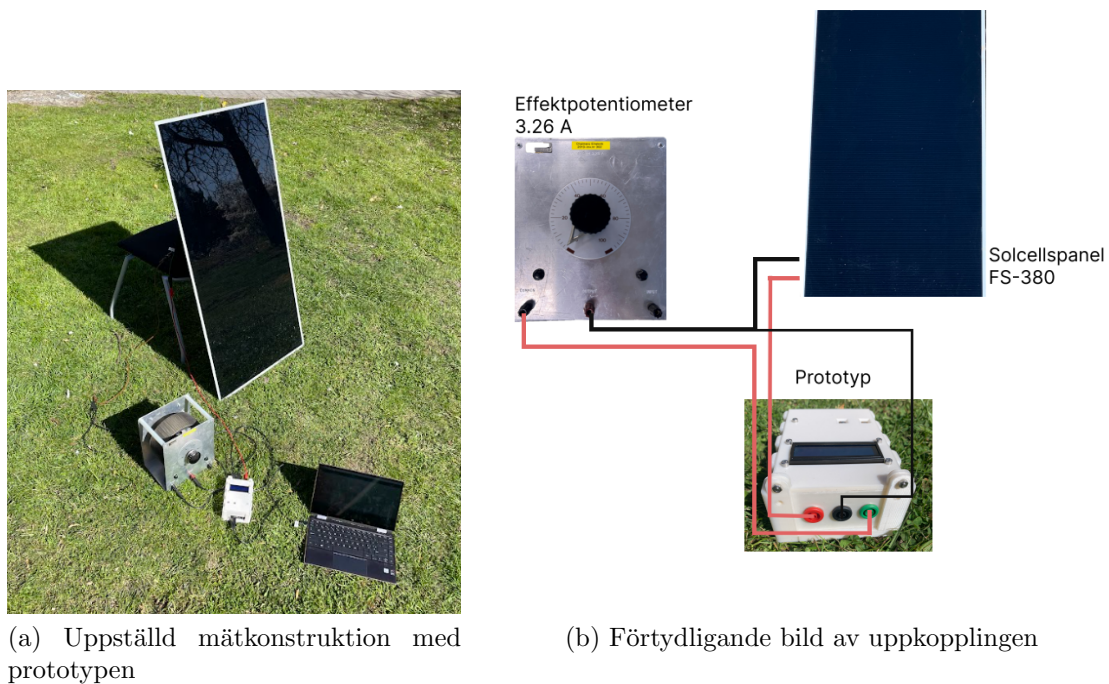 Effektpotentiometer
3.26 A
Solcellspanel
FS-380
Prototyp
(a) Uppställd mätkonstruktion med
prototypen
(b) Förtydligande bild av uppkopplingen